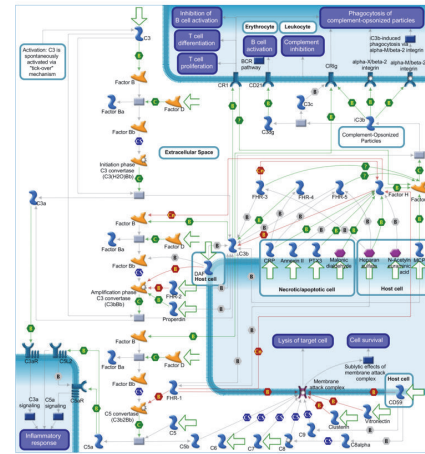 Inhibition of
B cell activation
T cell
differentiation
T cell
proliferation
Erythrocyte
Leukocyte
B cell
activation
Complement
inhibition
BCR
pathway
Phagocytosis of
complement-opsonized particles
iC3b-induced
phagocytosis via
alpha-M/beta-2
integrin
CR1
CD21
CRIg
alpha-X/beta-2
integrin
alpha-M/beta-2
integrin
Activation: C3 is
spontaneously
activated via
"tick-over"
mechanism
C3
Factor B
Factor Ba
Factor D
Factor Bb
Initiation phase
C3 convertase
(C3(H2O)Bb)
Extracellular Space
C3c
C3dg
iC3b
Complement-Opsonized
Particles
C3a
FHR-3
FHR-4
FHR-5
Factor H
C3b
Factor B
Factor Ba
Factor D
Factor Bb
Amplification phase
C3 convertase
(C3bBb)
DAF
Host cell
FHR-2
Properdin
CRP
Annexin II
PTX3
Necrotic/apoptotic cell
Host cell
C3aR
C5L2
C3aR
C3a
signaling
C5a
signaling
Inflammatory
response
Factor B
Factor Ba
Factor D
Factor Bb
FHR-1
C5 convertase
(C3b2Bb)
C5
C5a
C5b
C6
C7
C8
C9
C8alpha
Clusterin
Vitronectin
Lysis of target cell
Cell survival
Sublytic effects of
membrane attack
complex
Membrane
attack complex
Host cell
CD59